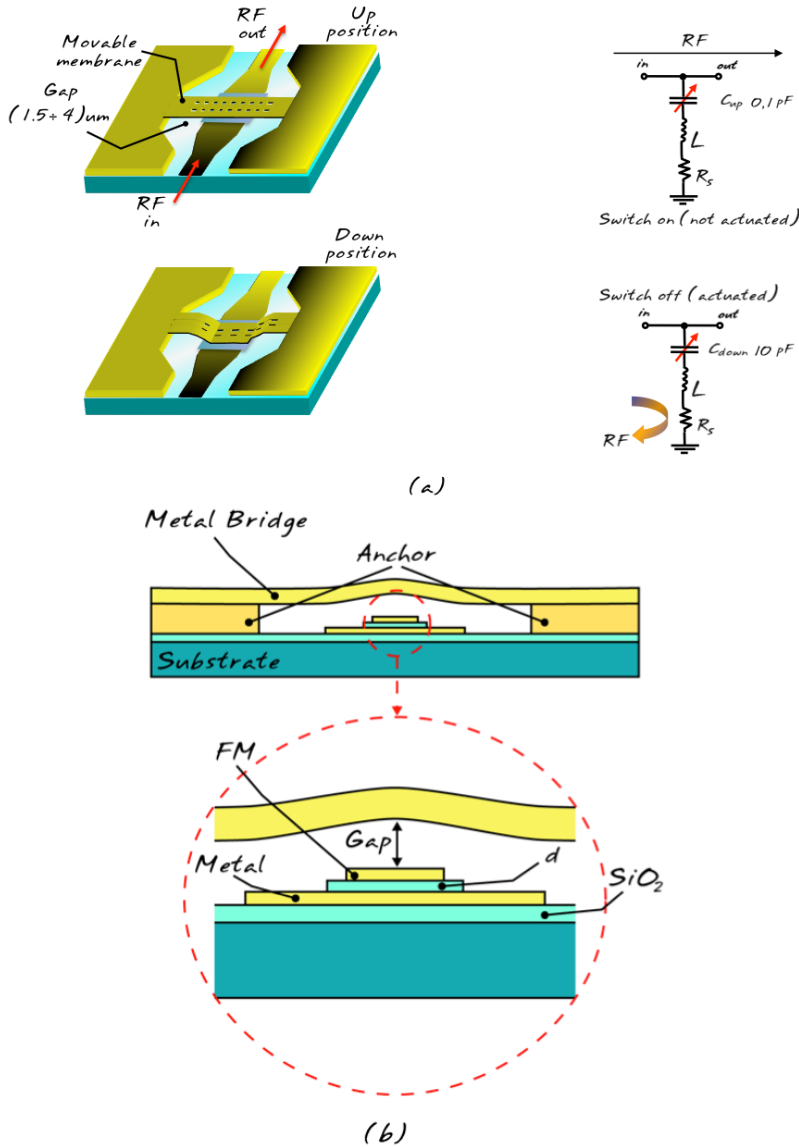 RF
out
Up
position
Movable
membrane
Gap
(1.5÷4)um
RF
in
RF
in
out
Cup 0,1 pF
L
Rs
Switch on (not actuated)
Down
position
Switch off (actuated)
in
out
Cdown 10 pF
L
Rs
RF
(a)
Metal Bridge
Anchor
Substrate
FM
Gap
Metal
d
SiO2
(b)